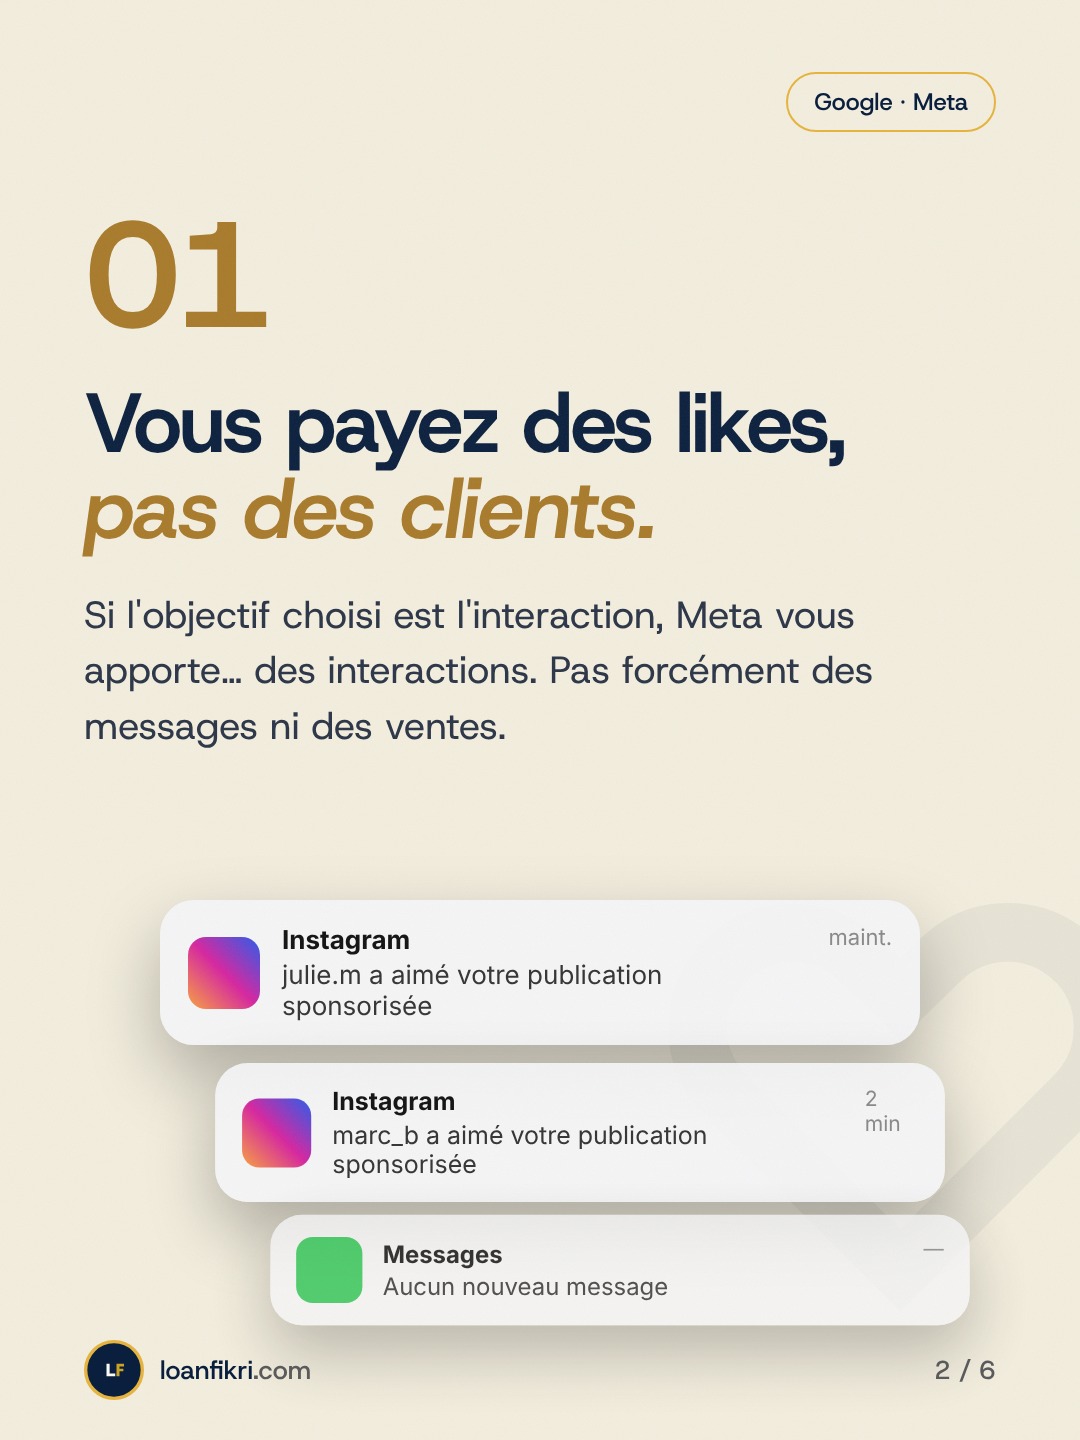 Google · Meta
01
Vous payez des likes,
pas des clients.
Si l'objectif choisi est l'interaction, Meta vous
apporte... des interactions. Pas forcément des
messages ni des ventes.
Instagram
maint.
julie.m a aimé votre publication
sponsorisée
Instagram
2
min
marc_b a aimé votre publication
sponsorisée
Messages
—
Aucun nouveau message
LF
loanfikri.com
2 / 6